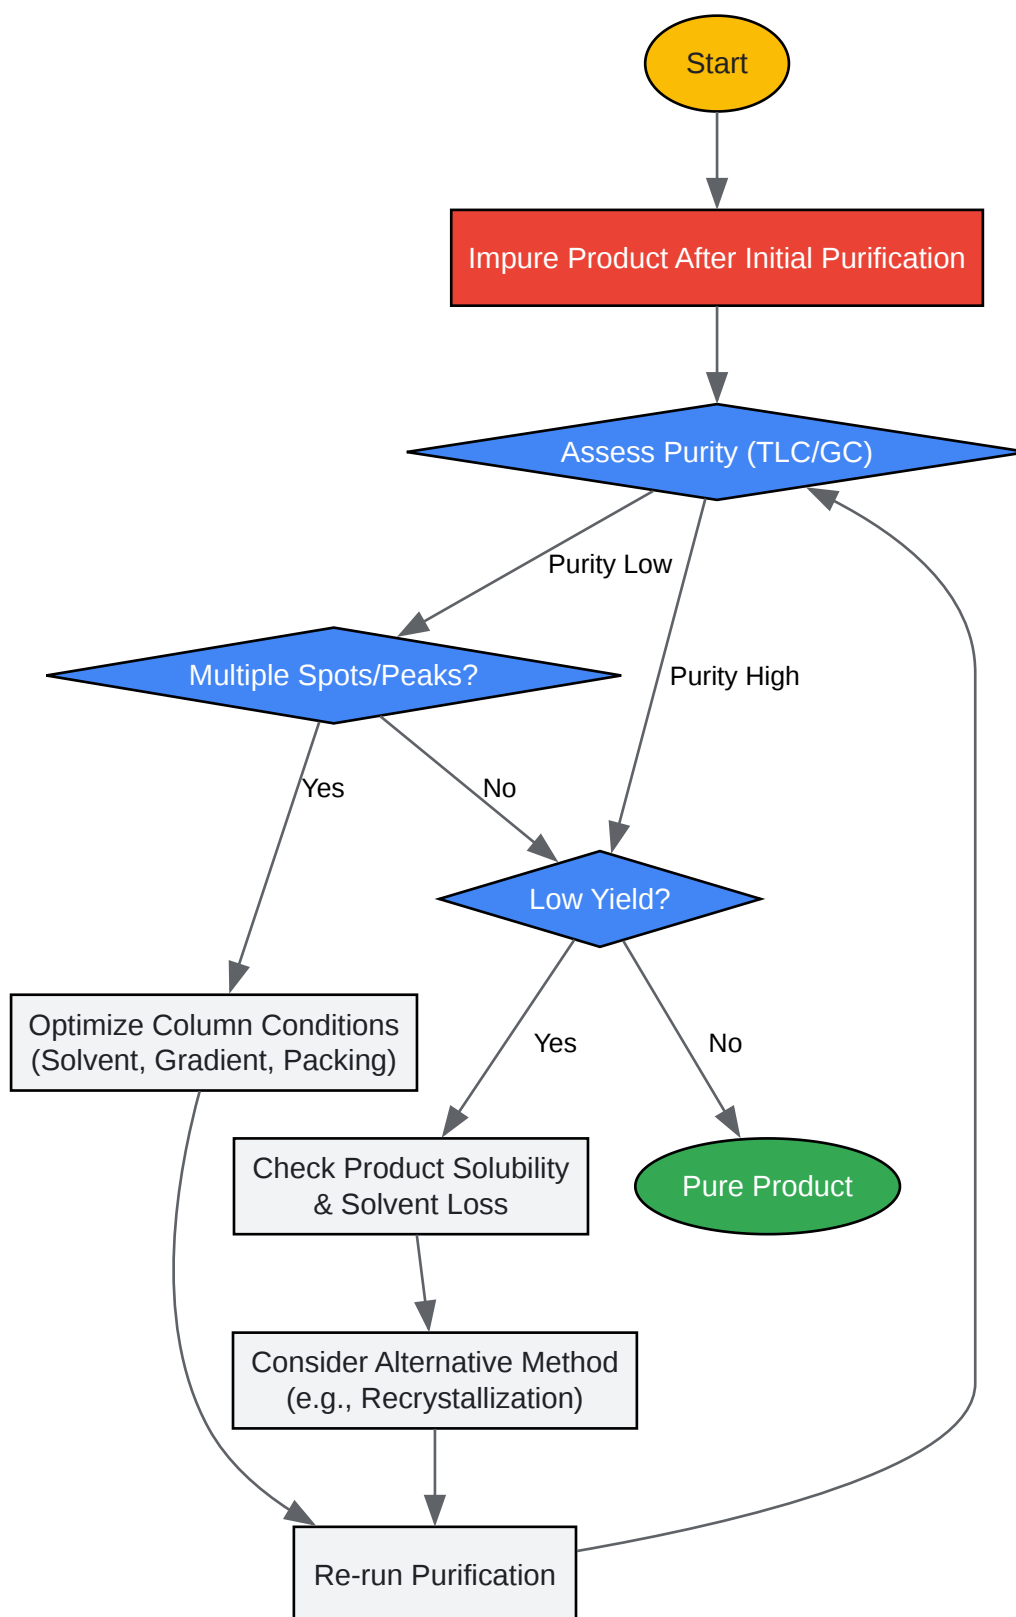 Start
Impure Product After Initial Purification
Assess Purity (TLC/GC)
Purity Low
Multiple Spots/Peaks?
Purity High
Yes
No
Low Yield?
Optimize Column Conditions
(Solvent, Gradient, Packing)
Yes
No
Check Product Solubility
& Solvent Loss
Pure Product
Consider Alternative Method
(e.g., Recrystallization)
Re-run Purification